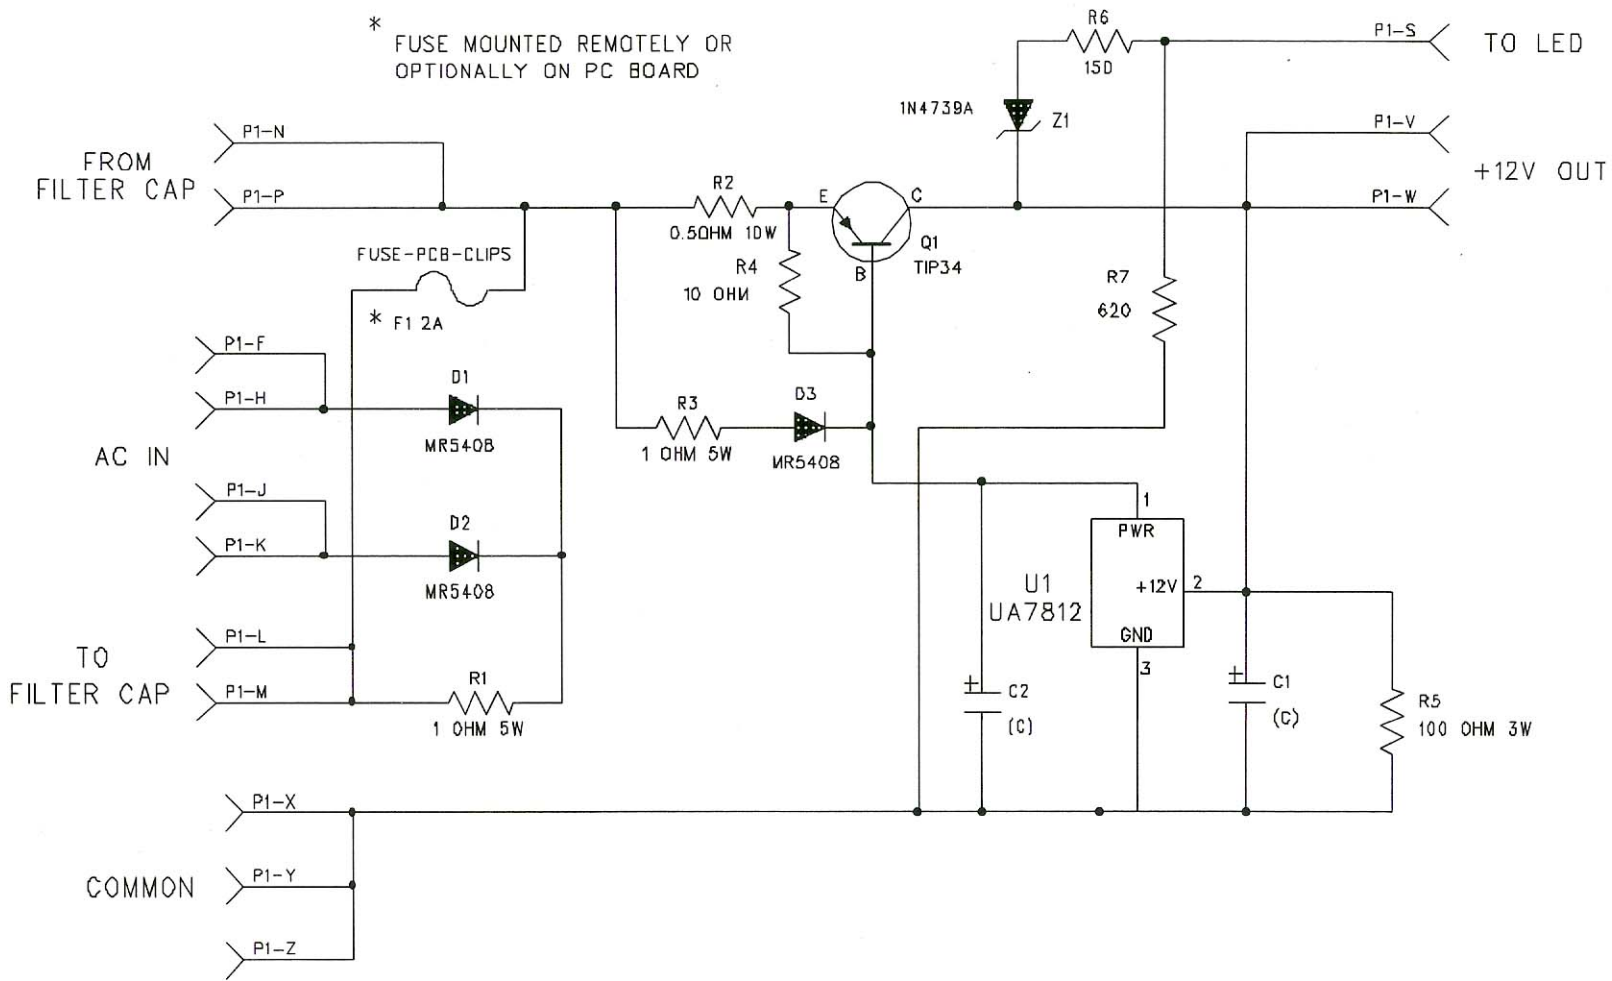 *
FUSE MOUNTED REMOTELY OR
OPTIONALLY ON PC BOARD
R6
150
P1-S
TO LED
1N4739A
Z1
P1-N
P1-V
FROM
FILTER CAP
+12V OUT
P1-P
R2
E
C
P1-W
0.5OHM 10W
Q1
TIP34
FUSE-PCB-CLIPS
R4
10 OHM
B
R7
620
* F1 2A
P1-F
P1-H
D1
MR5408
AC IN
R3
1 OHM 5W
D3
MR5408
P1-J
P1-K
D2
MR5408
1
PWR
U1
UA7812
+12V
2
GND
3
P1-L
TO
FILTER CAP
P1-M
R1
1 OHM 5W
+
C2
(C)
+
C1
(C)
R5
100 OHM 3W
P1-X
COMMON
P1-Y
P1-Z